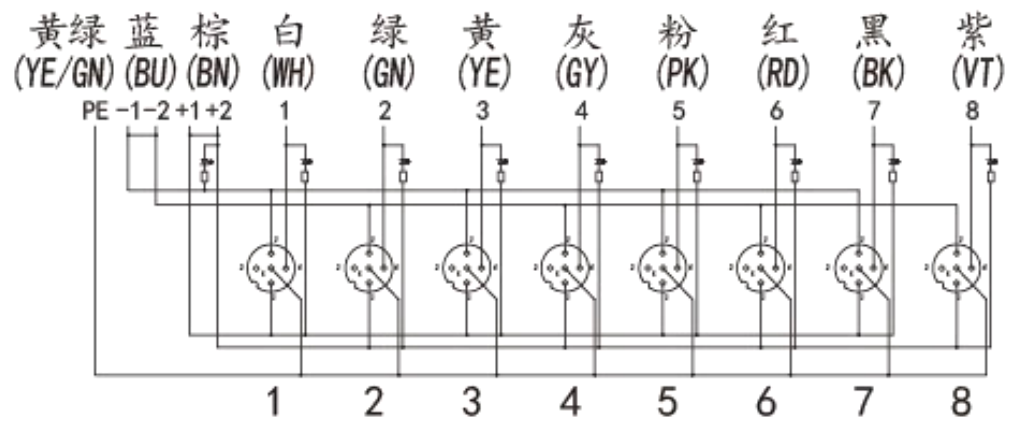 黄绿 蓝 棕 白 绿 黄 灰 粉 红 黑 紫
(YE/GN) (BU) (BN) (WH) (GN) (YE) (GY) (PK) (RD) (BK) (VT)
PE -1-2 +1+2 1 2 3 4 5 6 7 8
1 2 3 4 5 6 7 8